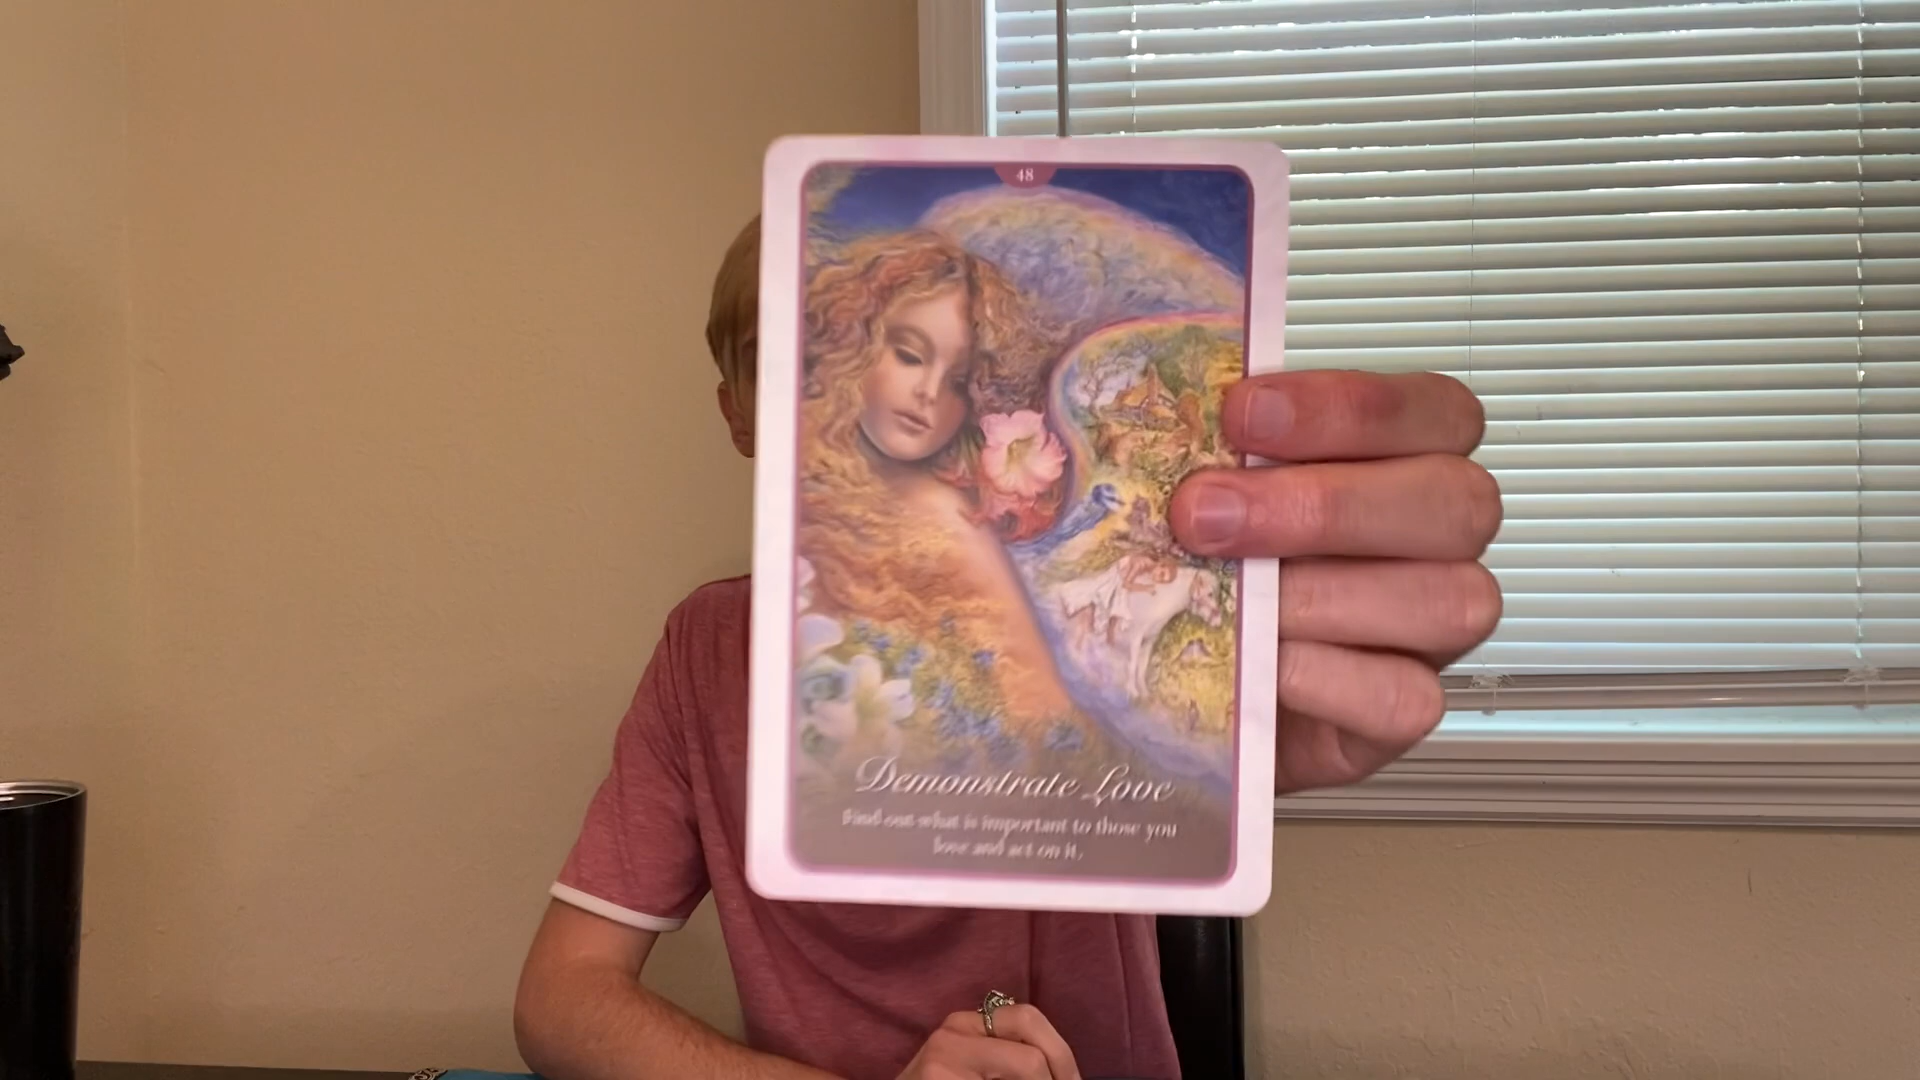 48
Demonstrate Love
Find out what is important to those you
love and act on it.